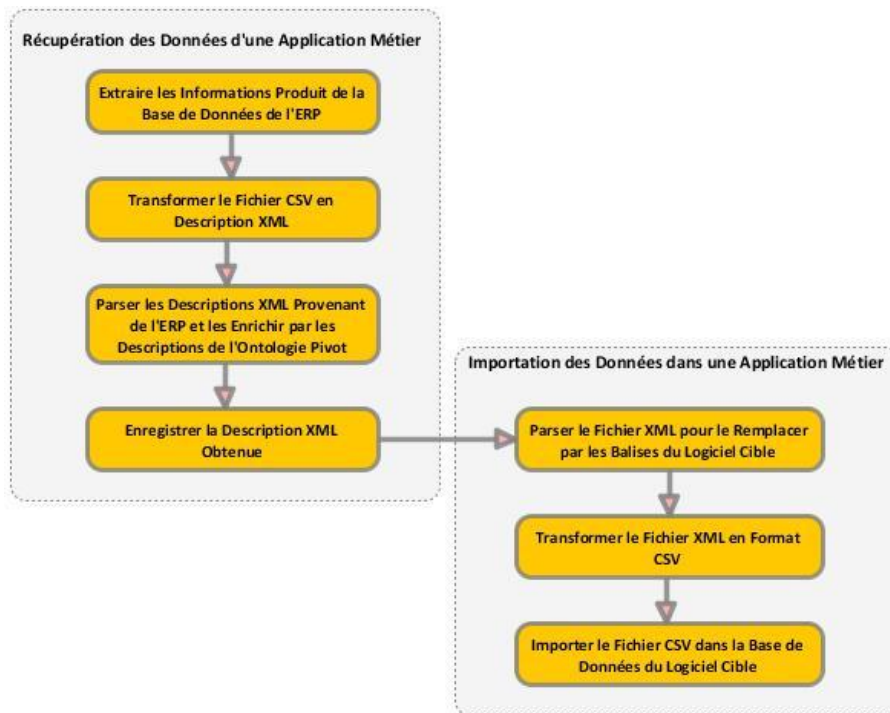 Récupération des Données d'une Application Métier
Extraire les Informations Produit de la
Base de Données de l'ERP
Transformer le Fichier CSV en
Description XML
Parser les Descriptions XML Provenant
de l'ERP et les Enrichir par les
Descriptions de l'Ontologie Pivot
Enregistrer la Description XML
Obtenue
Importation des Données dans une Application Métier
Parser le Fichier XML pour le Remplacer
par les Balises du Logiciel Cible
Transformer le Fichier XML en Format
CSV
Importer le Fichier CSV dans la Base de
Données du Logiciel Cible